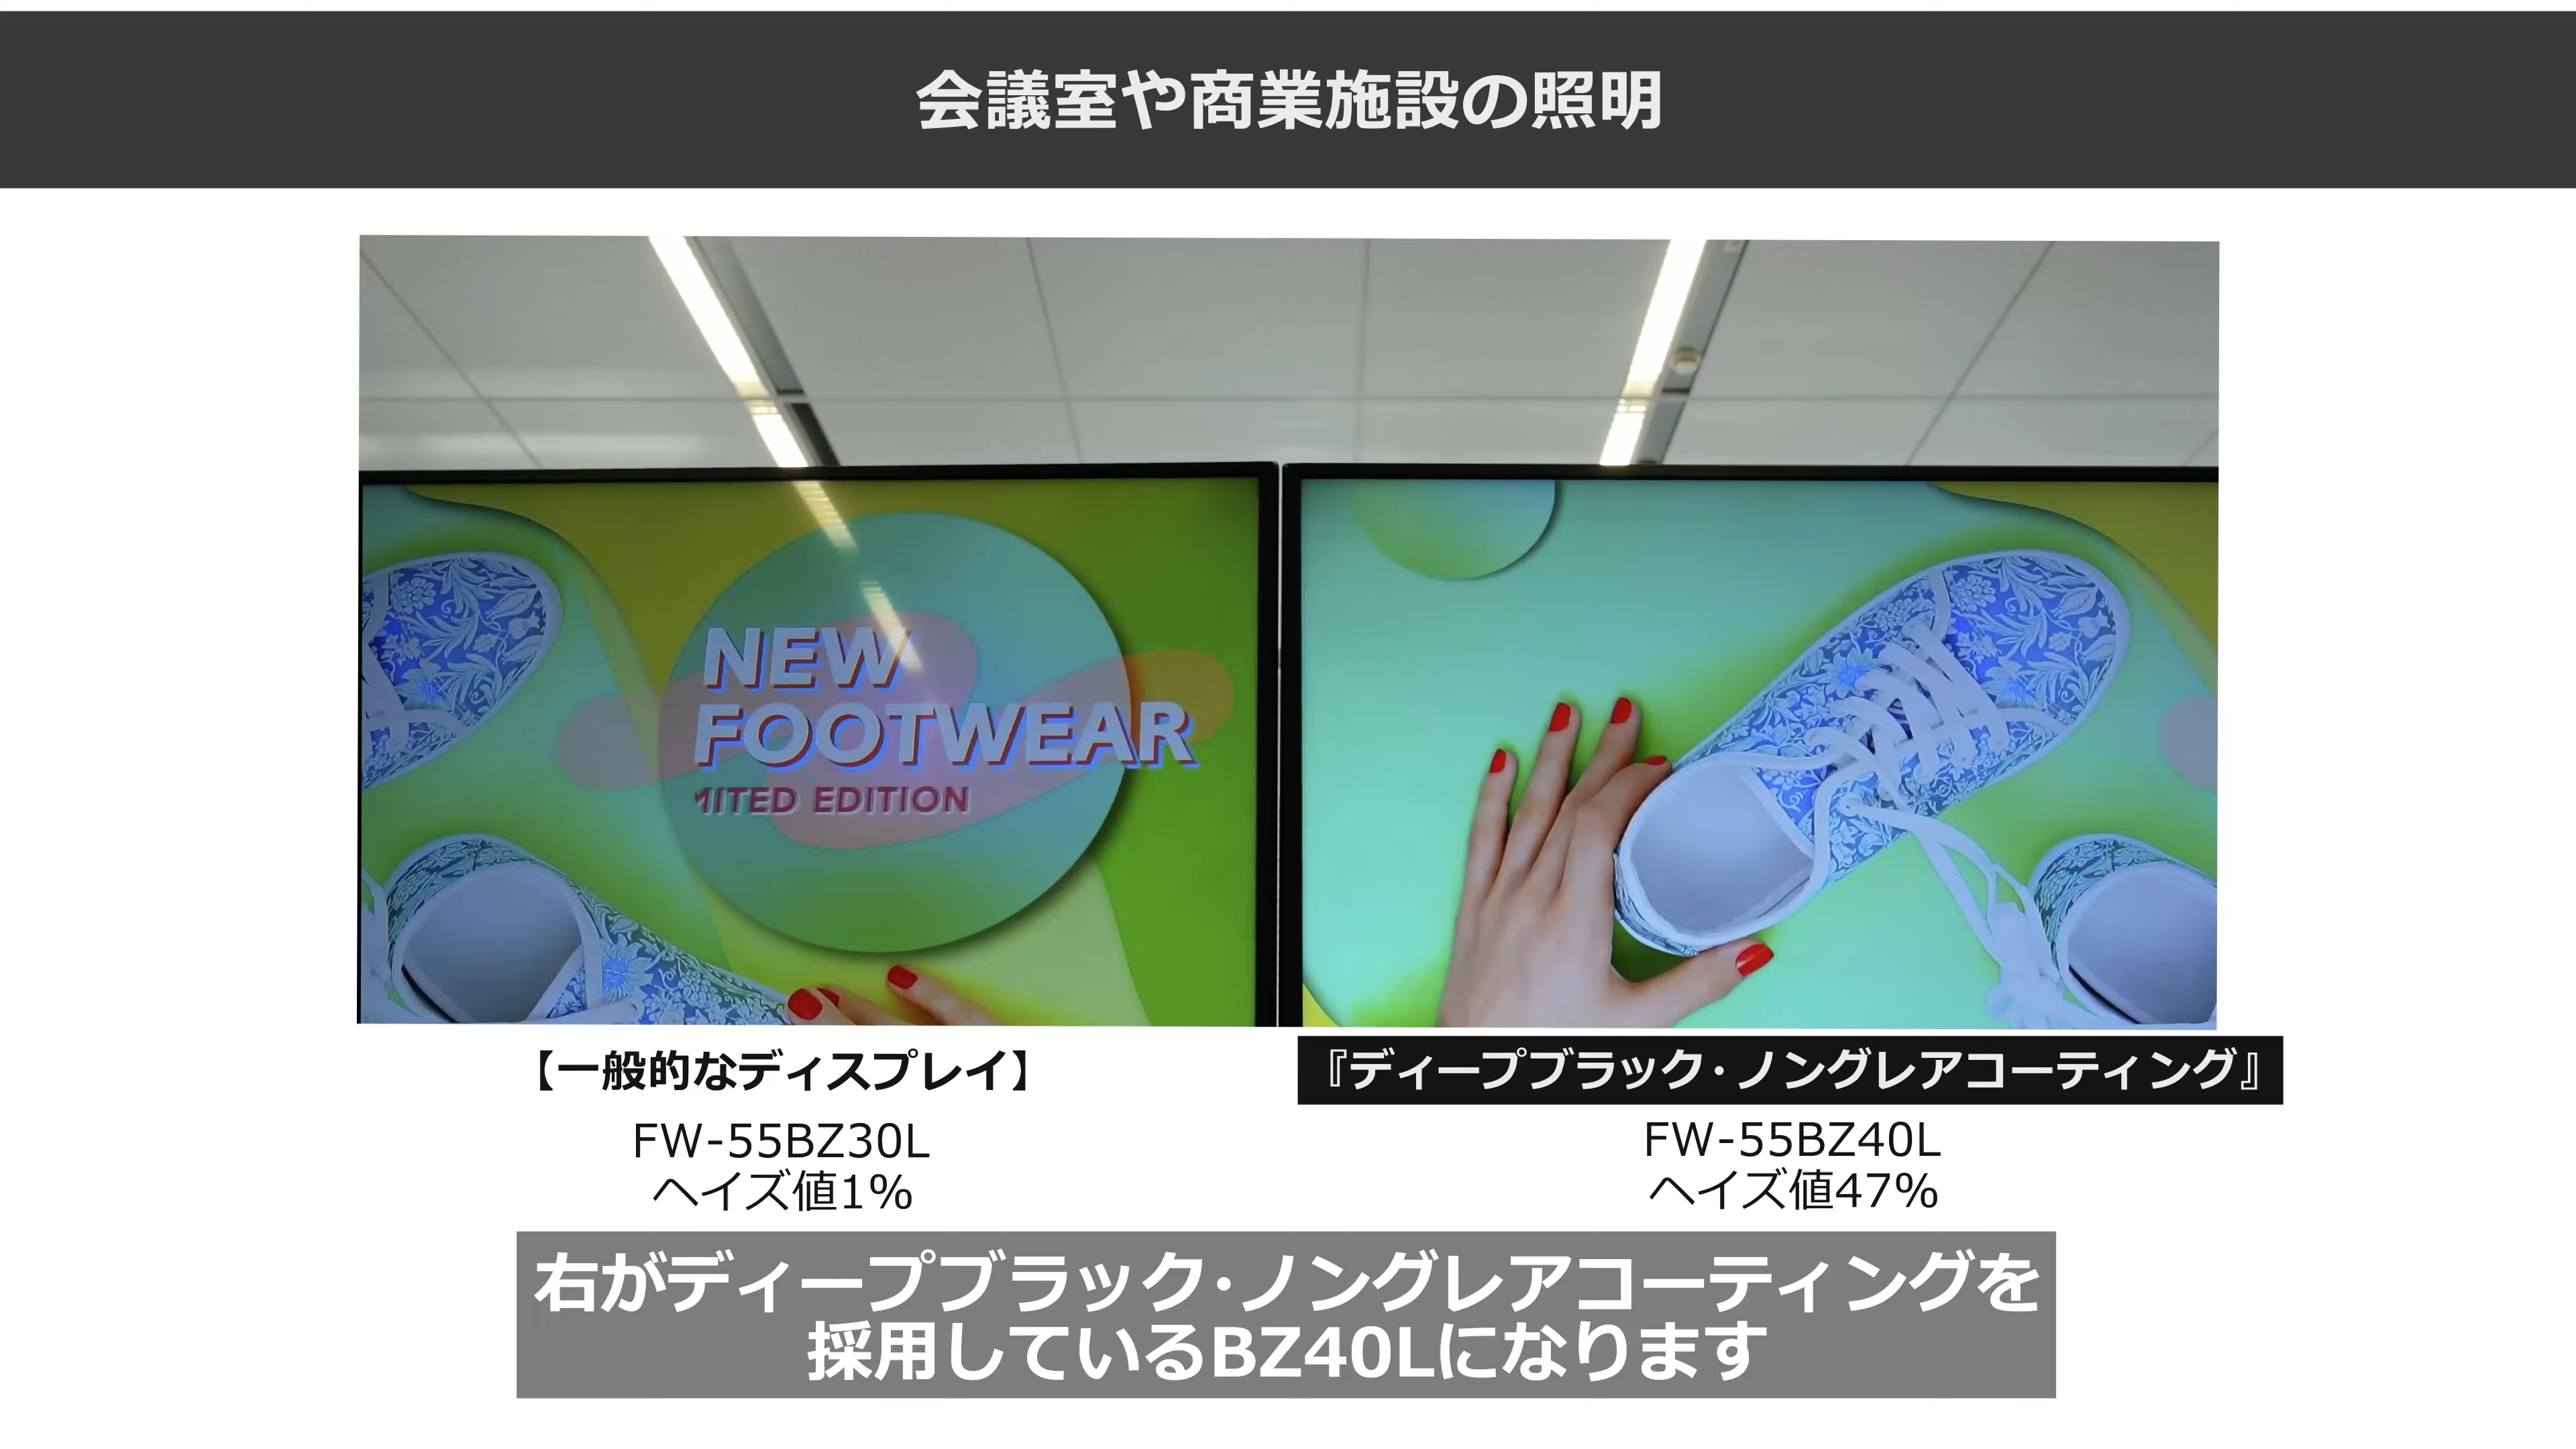 会議室や商業施設の照明
NEW
FOOTWEAR
MITED EDITION
【一般的なディスプレイ】
FW-55BZ30L
ヘイズ値1%
『ディープブラック・ノングレアコーティング』
FW-55BZ40L
ヘイズ値47%
右がディープブラック・ノングレアコーティングを
採用しているBZ40Lになります